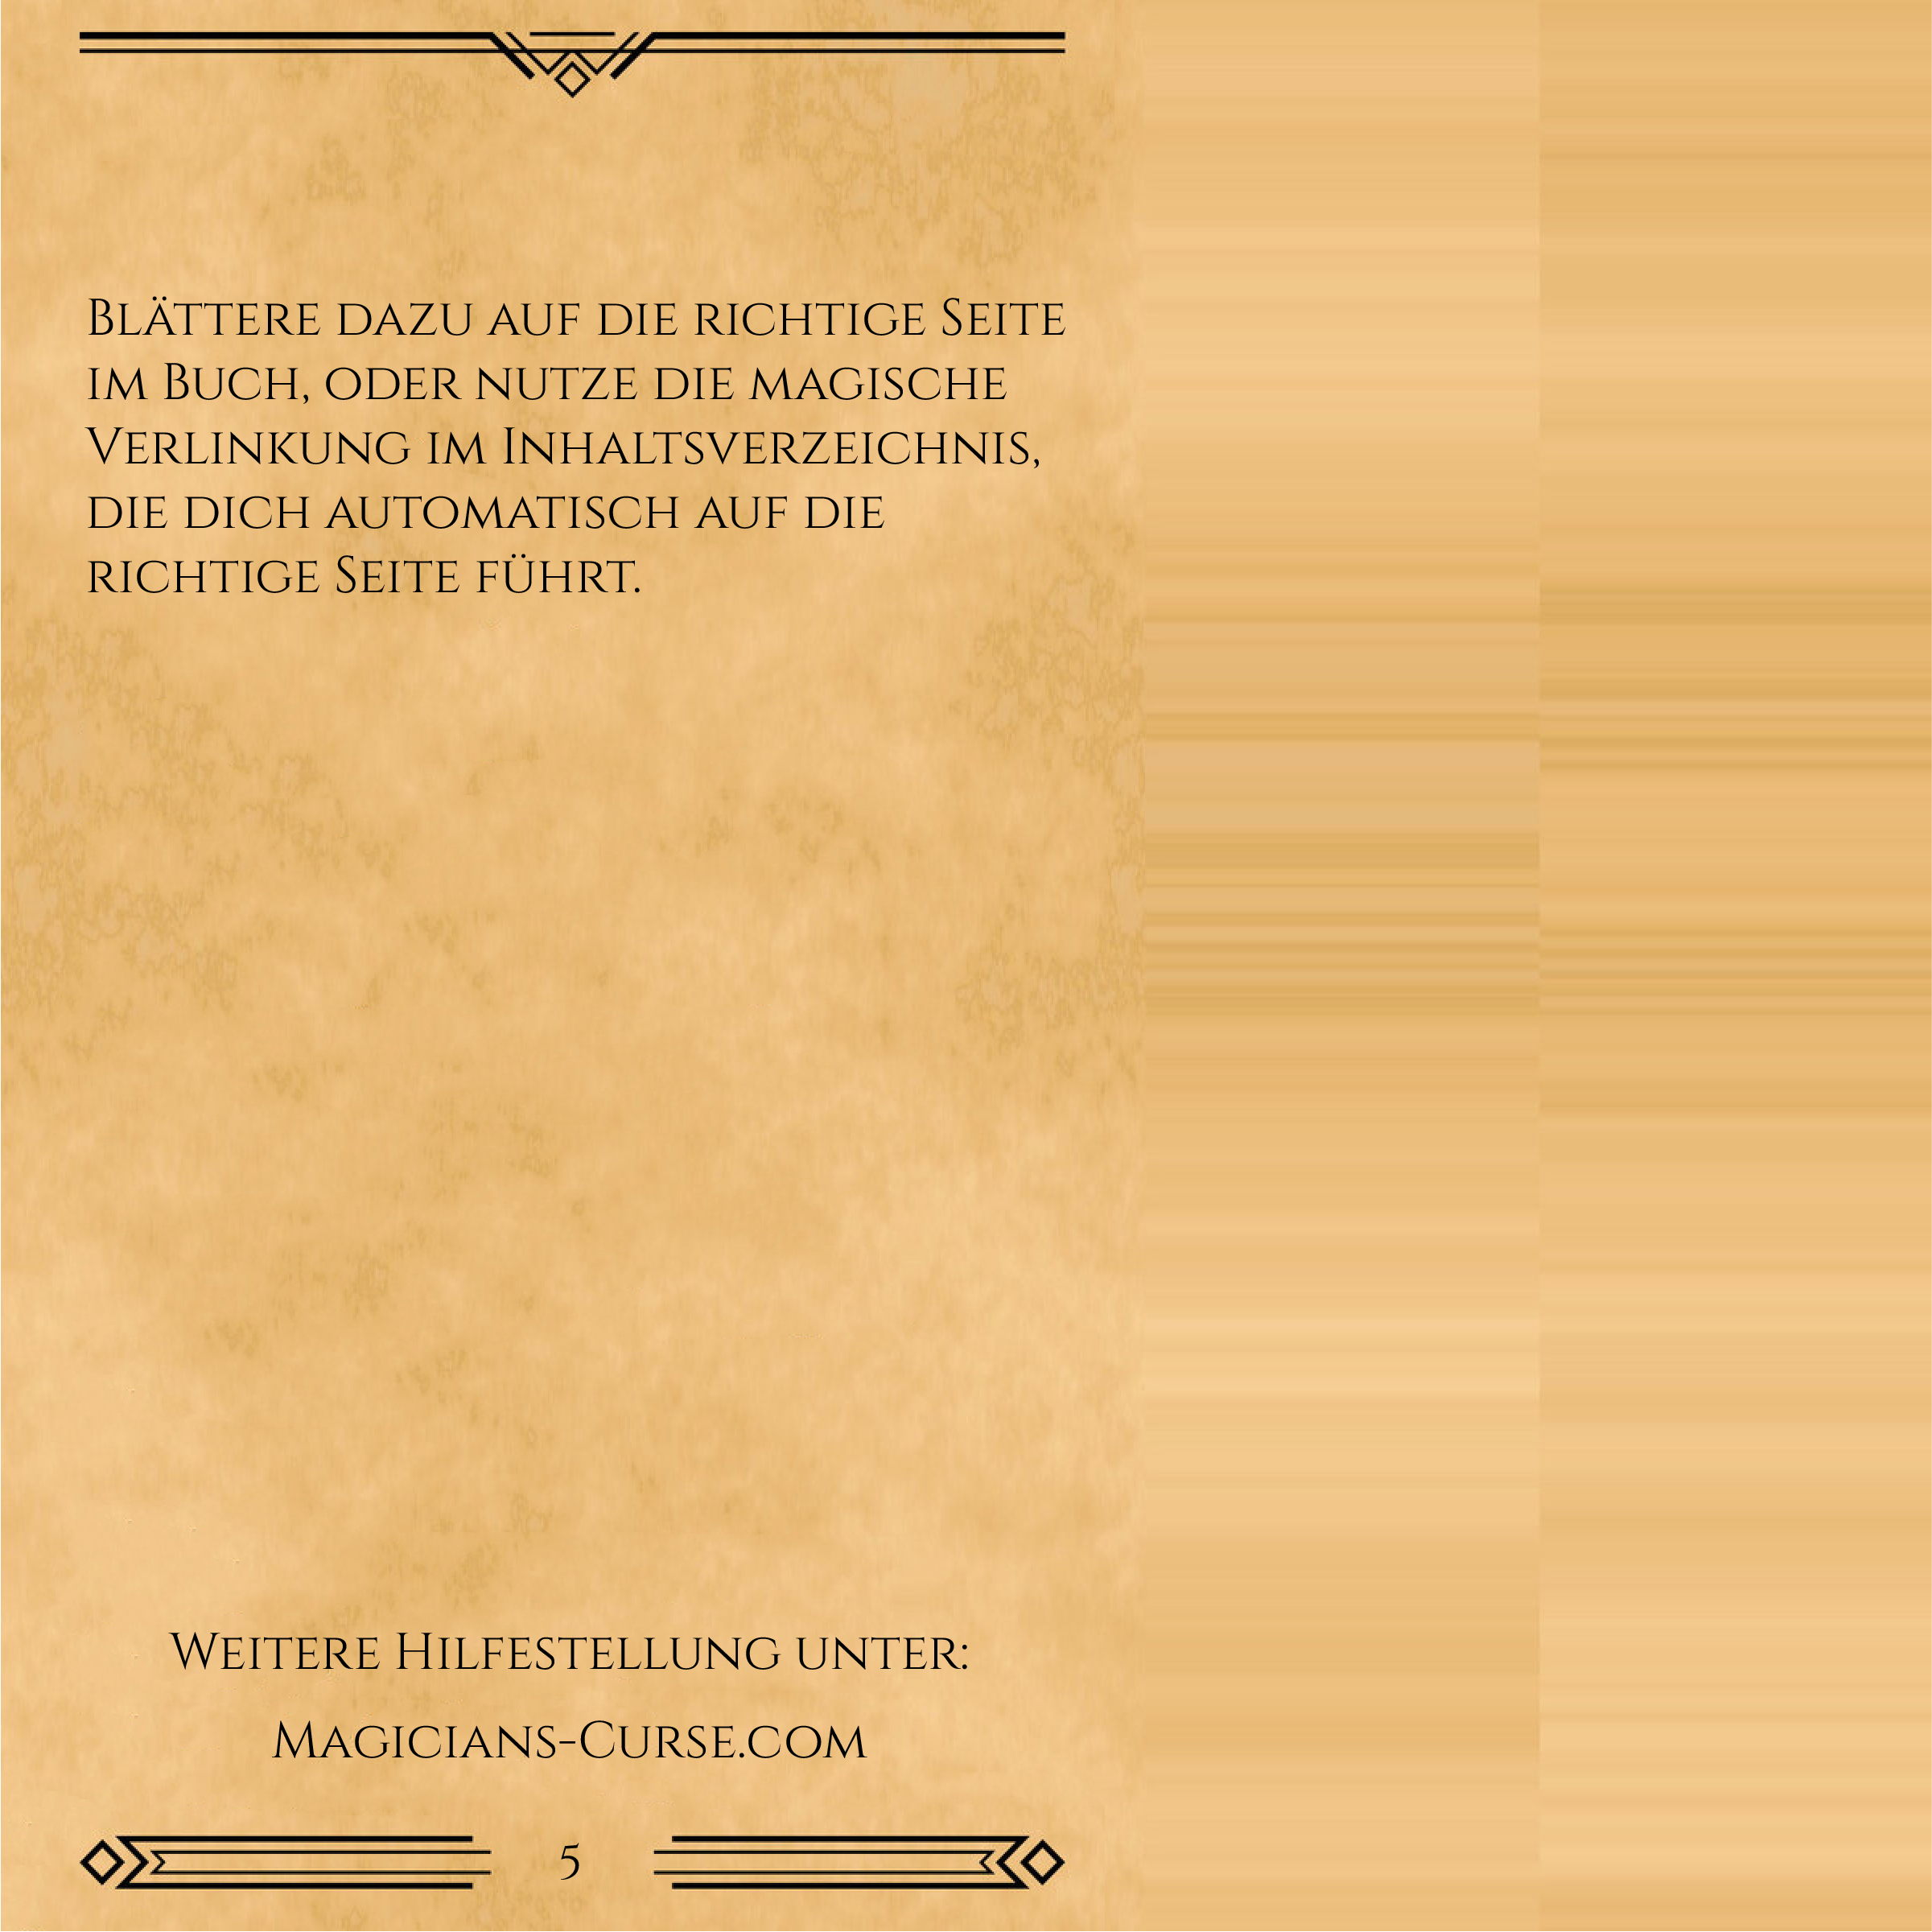 Blättere dazu auf die richtige Seite
im Buch, oder nutze die magische
Verlinkung im Inhaltsverzeichnis,
die dich automatisch auf die
richtige Seite führt.
Weitere Hilfestellung unter:
Magicians-Curse.com
5